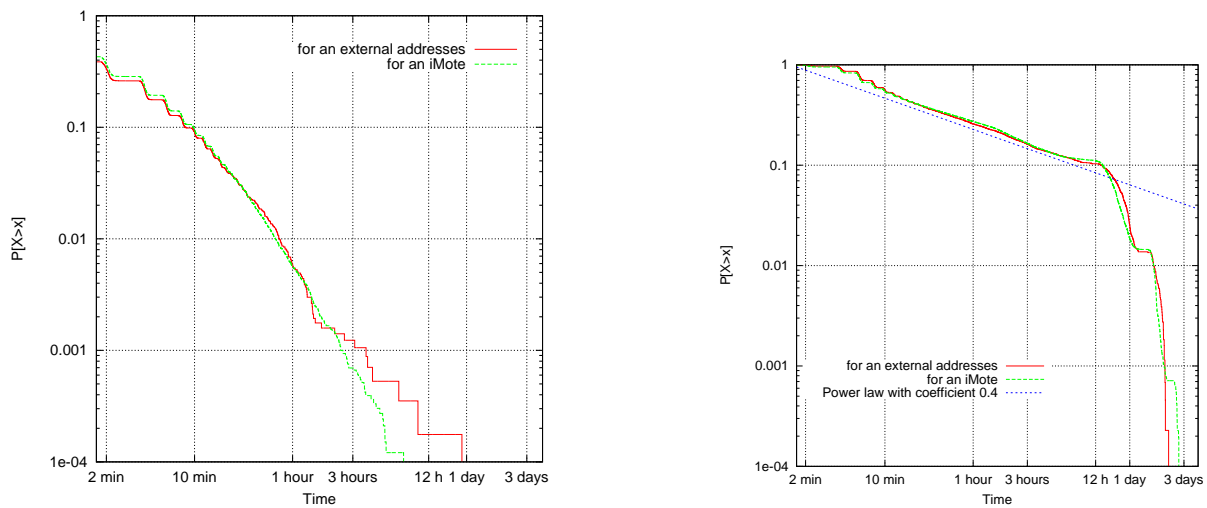 1
0.1
0.01
0.001
1e-04
P[X>x]
2 min 10 min 1 hour 3 hours 12 h 1 day 3 days
Time
for an external addresses
for an iMote
1
0.1
0.01
0.001
1e-04
P[X>x]
2 min 10 min 1 hour 3 hours 12 h 1 day 3 days
Time
for an external addresses
for an iMote
Power law with coefficient 0.4